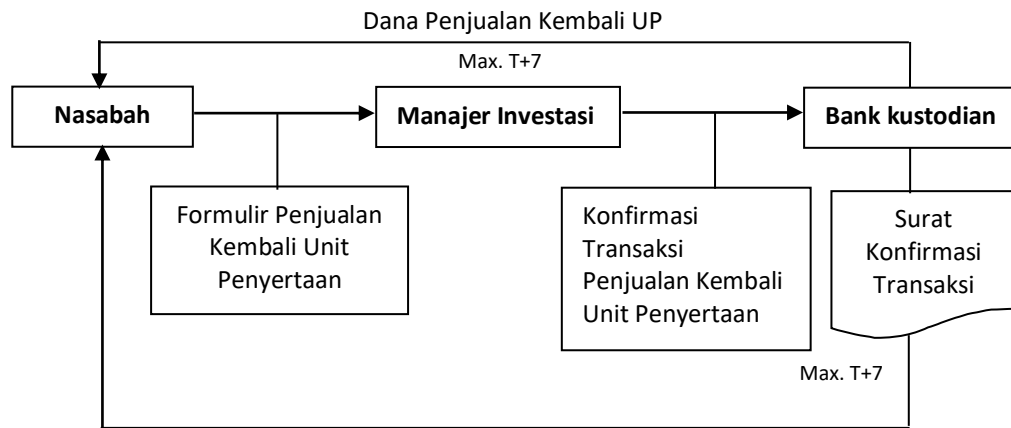 Dana Penjualan Kembali UP
Max. T+7
Nasabah
Manajer Investasi
Bank kustodian
Formulir Penjualan
Kembali Unit
Penyertaan
Konfirmasi
Transaksi
Penjualan Kembali
Unit Penyertaan
Surat
Konfirmasi
Transaksi
Max. T+7